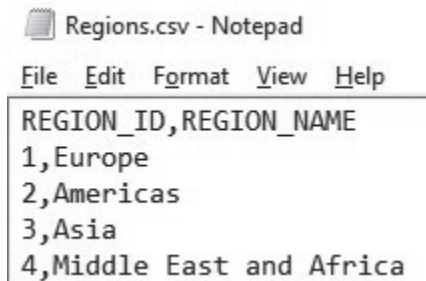 Regions.csv - Notepad
File Edit Format View Help
REGION_ID,REGION_NAME
1,Europe
2,Americas
3,Asia
4,Middle East and Africa